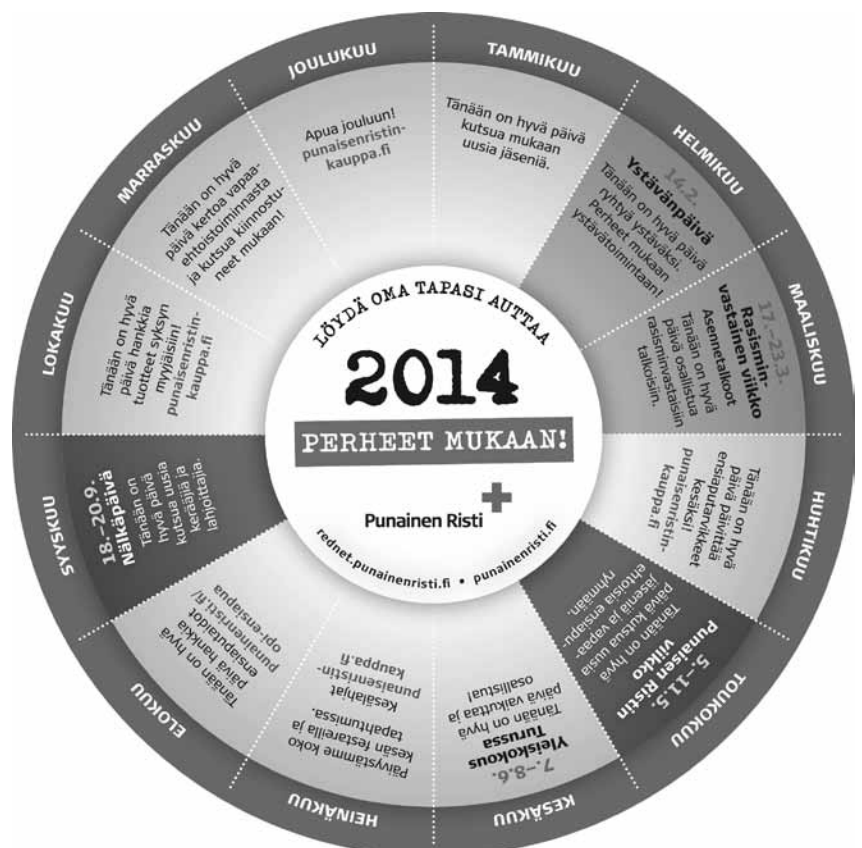 TAMMIKUU
Tänään on hyvä päivä
kutsua mukaan
uusia jäseniä.
HELMIKUU
14.2.
Ystävänpäivä
Tänään on hyvä päivä
ryhtyä ystäväksi.
Perheet mukaan
ystävätoimintaan!
MAALISKUU
17.–23.3.
Rasismin-
vastainen viikko
Asennetalkoot
Tänään on hyvä
päivä osallistua
rasisminvastaisiin
talkoisiin.
HUHTIKUU
Tänään on hyvä
päivä päivittää
ensiaputarvikkeet
kesäksi!
punaisenristin-
kauppa.fi
TOUKOKUU
5.–11.5.
Punaisen Ristin
viikko
Tänään on hyvä
päivä kutsua uusia
jäseniä ja vapaa-
ehtoisia ensiapu-
ryhmään.
KESÄKUU
7.–8.6.
Yleiskokous
Turussa
Tänään on hyvä
päivä vaikuttaa ja
osallistua!
HEINÄKUU
Päivystämme koko
kesän festareilla ja
tapahtumissa.
Kesälahjat
punaisenristin-
kauppa.fi
ELOKUU
Tänään on hyvä
päivä hankkia
ensiaputaidot
punainenristi.fi/
opi-ensiapua
SYYSKUU
18.–20.9.
Nälkäpäivä
Tänään on
hyvä päivä
kutsua uusia
kerääjiä ja
lahjoittajia.
LOKAKUU
Tänään on hyvä
päivä hankkia
tuotteet syksyn
myyjäisiin!
punaisenristin-
kauppa.fi
MARRASKUU
Tänään on hyvä
päivä kertoa vapaa-
ehtoistoiminnasta
ja kutsua kiinnostu-
neet mukaan!
JOULUKUU
Apua jouluun!
punaisenristin-
kauppa.fi
LÖYDÄ OMA TAPASI AUTTAA
2014
PERHEET MUKAAN!
Punainen Risti
rednet.punainenristi.fi • punainenristi.fi